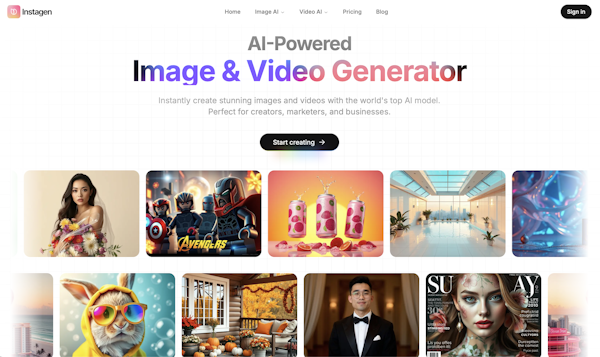 Instagen
Home Image AI Video AI Pricing Blog
Sign in
AI-Powered
Image & Video Generator
Instantly create stunning images and videos with the world's top AI model.
Perfect for creators, marketers, and businesses.
Start creating →
AVENGERS
SU AY